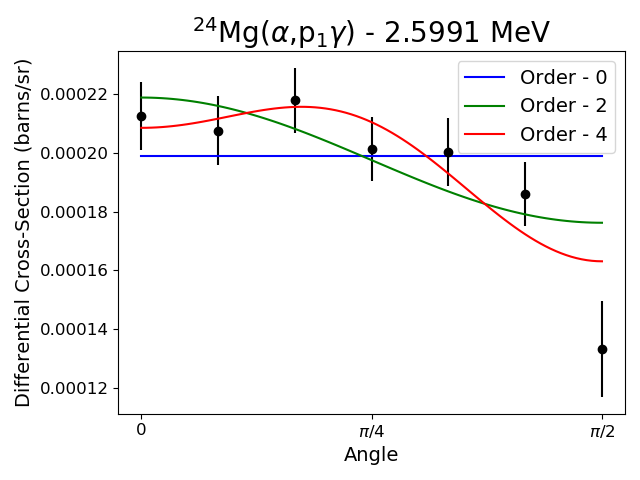 ²⁴Mg(α,p₁γ) - 2.5991 MeV
Differential Cross-Section (barns/sr)
0.00022
0.00020
0.00018
0.00016
0.00014
0.00012
Order - 0
Order - 2
Order - 4
0
π/4
π/2
Angle